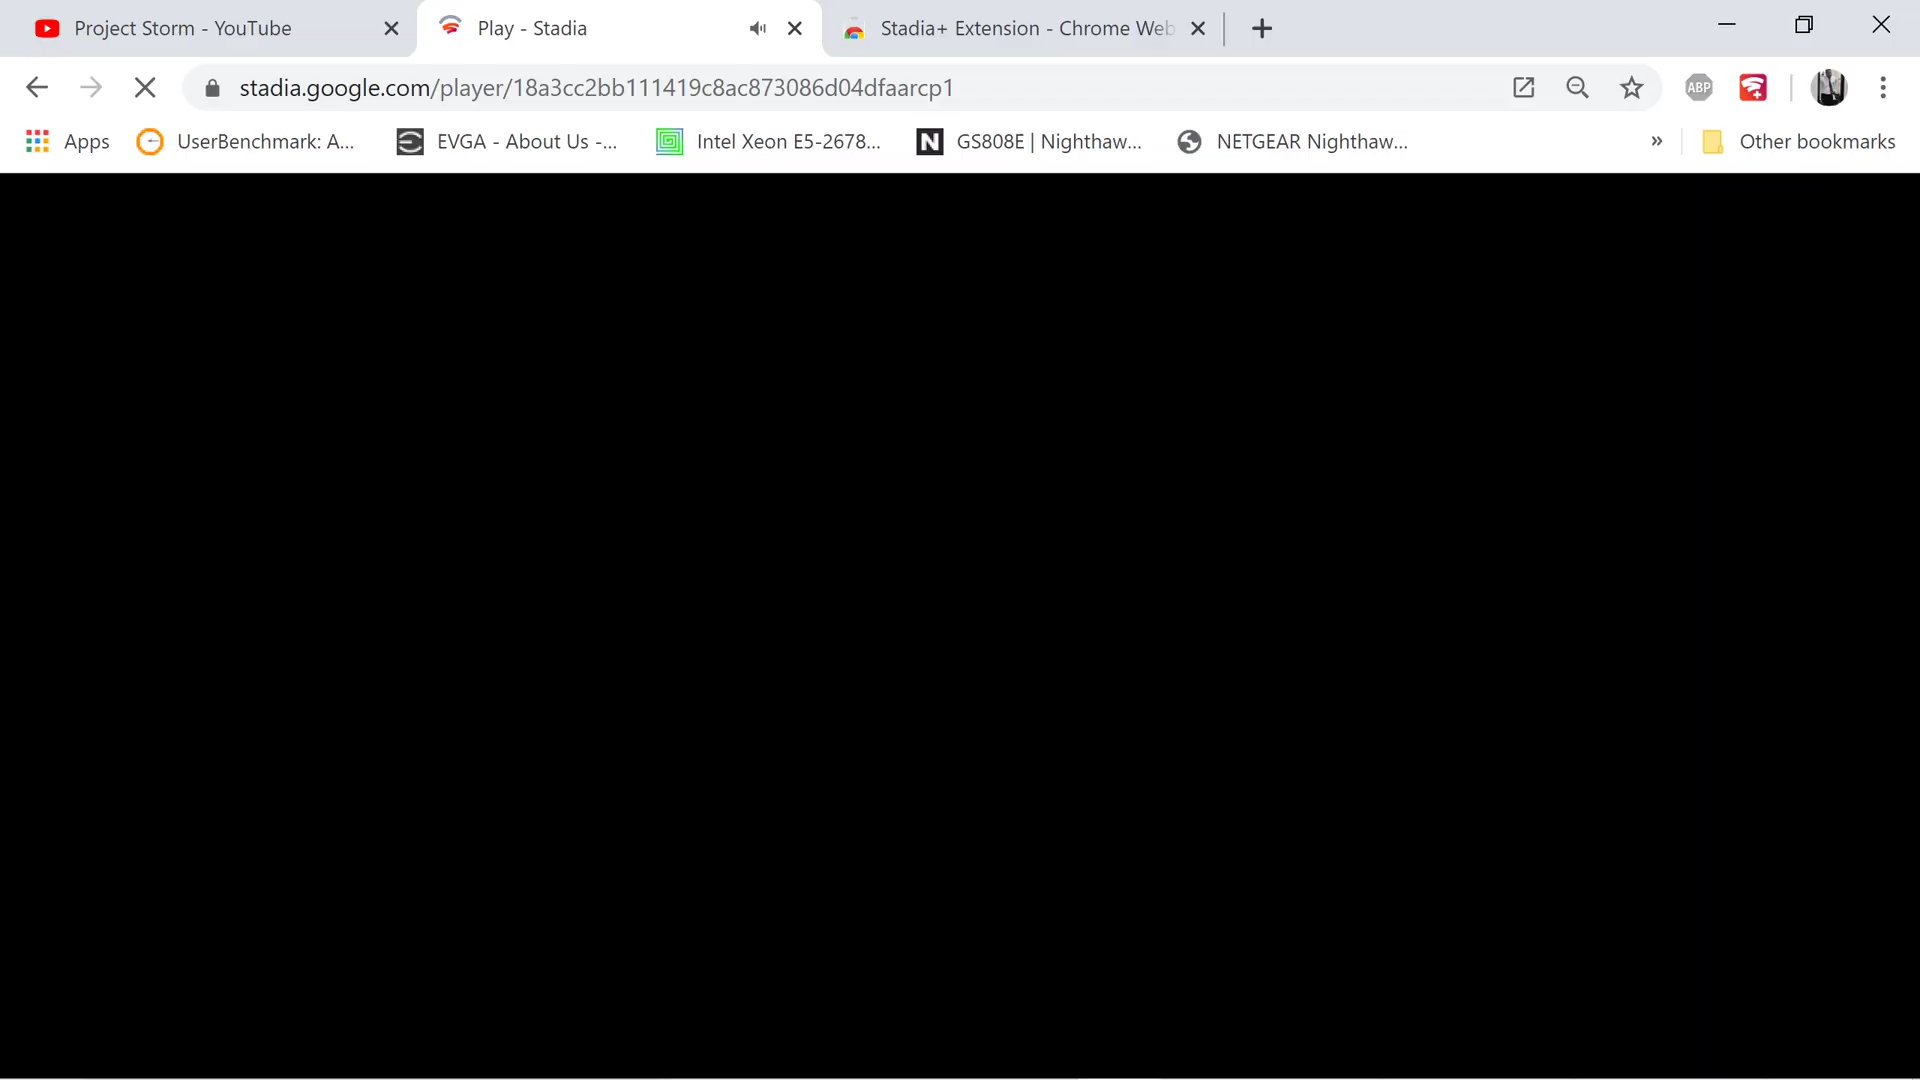 Project Storm - YouTube
Play - Stadia
Stadia+ Extension - Chrome Web
stadia.google.com/player/18a3cc2bb111419c8ac873086d04dfaarcp1
ABP
Apps
UserBenchmark: A...
EVGA - About Us -...
Intel Xeon E5-2678...
N
GS808E | Nighthaw...
NETGEAR Nighthaw...
»
Other bookmarks